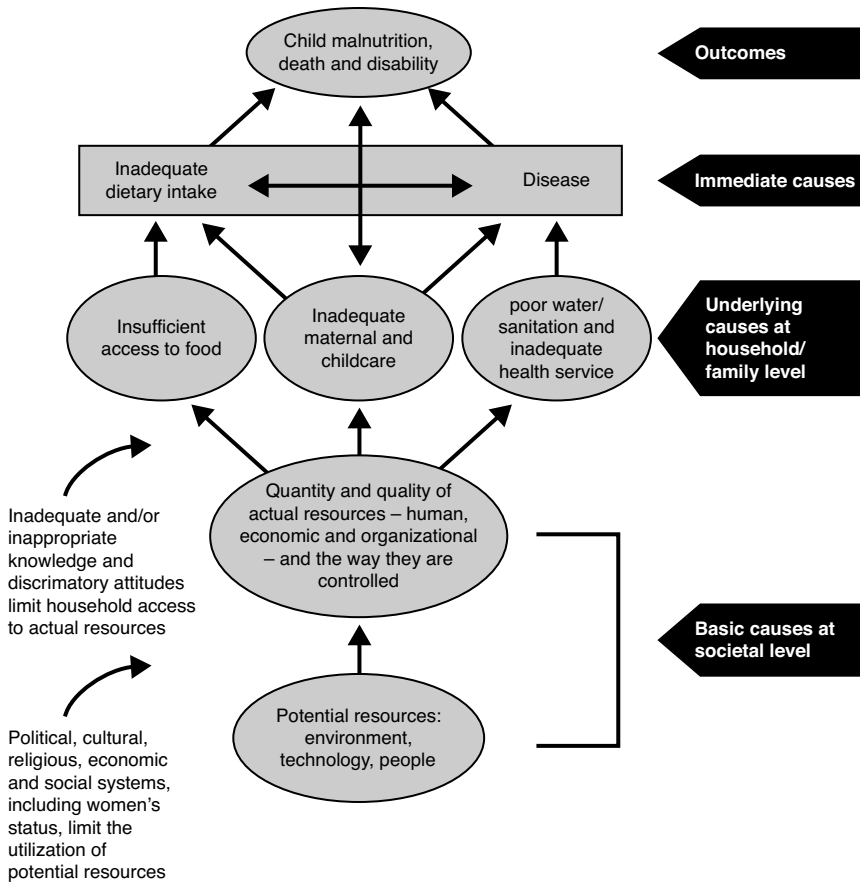 Child malnutrition,
death and disability
Outcomes
Inadequate
dietary intake
Disease
Immediate causes
Insufficient
access to food
Inadequate
maternal and
childcare
poor water/
sanitation and
inadequate
health service
Underlying
causes at
household/
family level
Quantity and quality of
actual resources – human,
economic and organizational
– and the way they are
controlled
Inadequate and/or
inappropriate
knowledge and
discrimatory attitudes
limit household access
to actual resources
Basic causes at
societal level
Potential resources:
environment,
technology, people
Political, cultural,
religious, economic
and social systems,
including women's
status, limit the
utilization of
potential resources